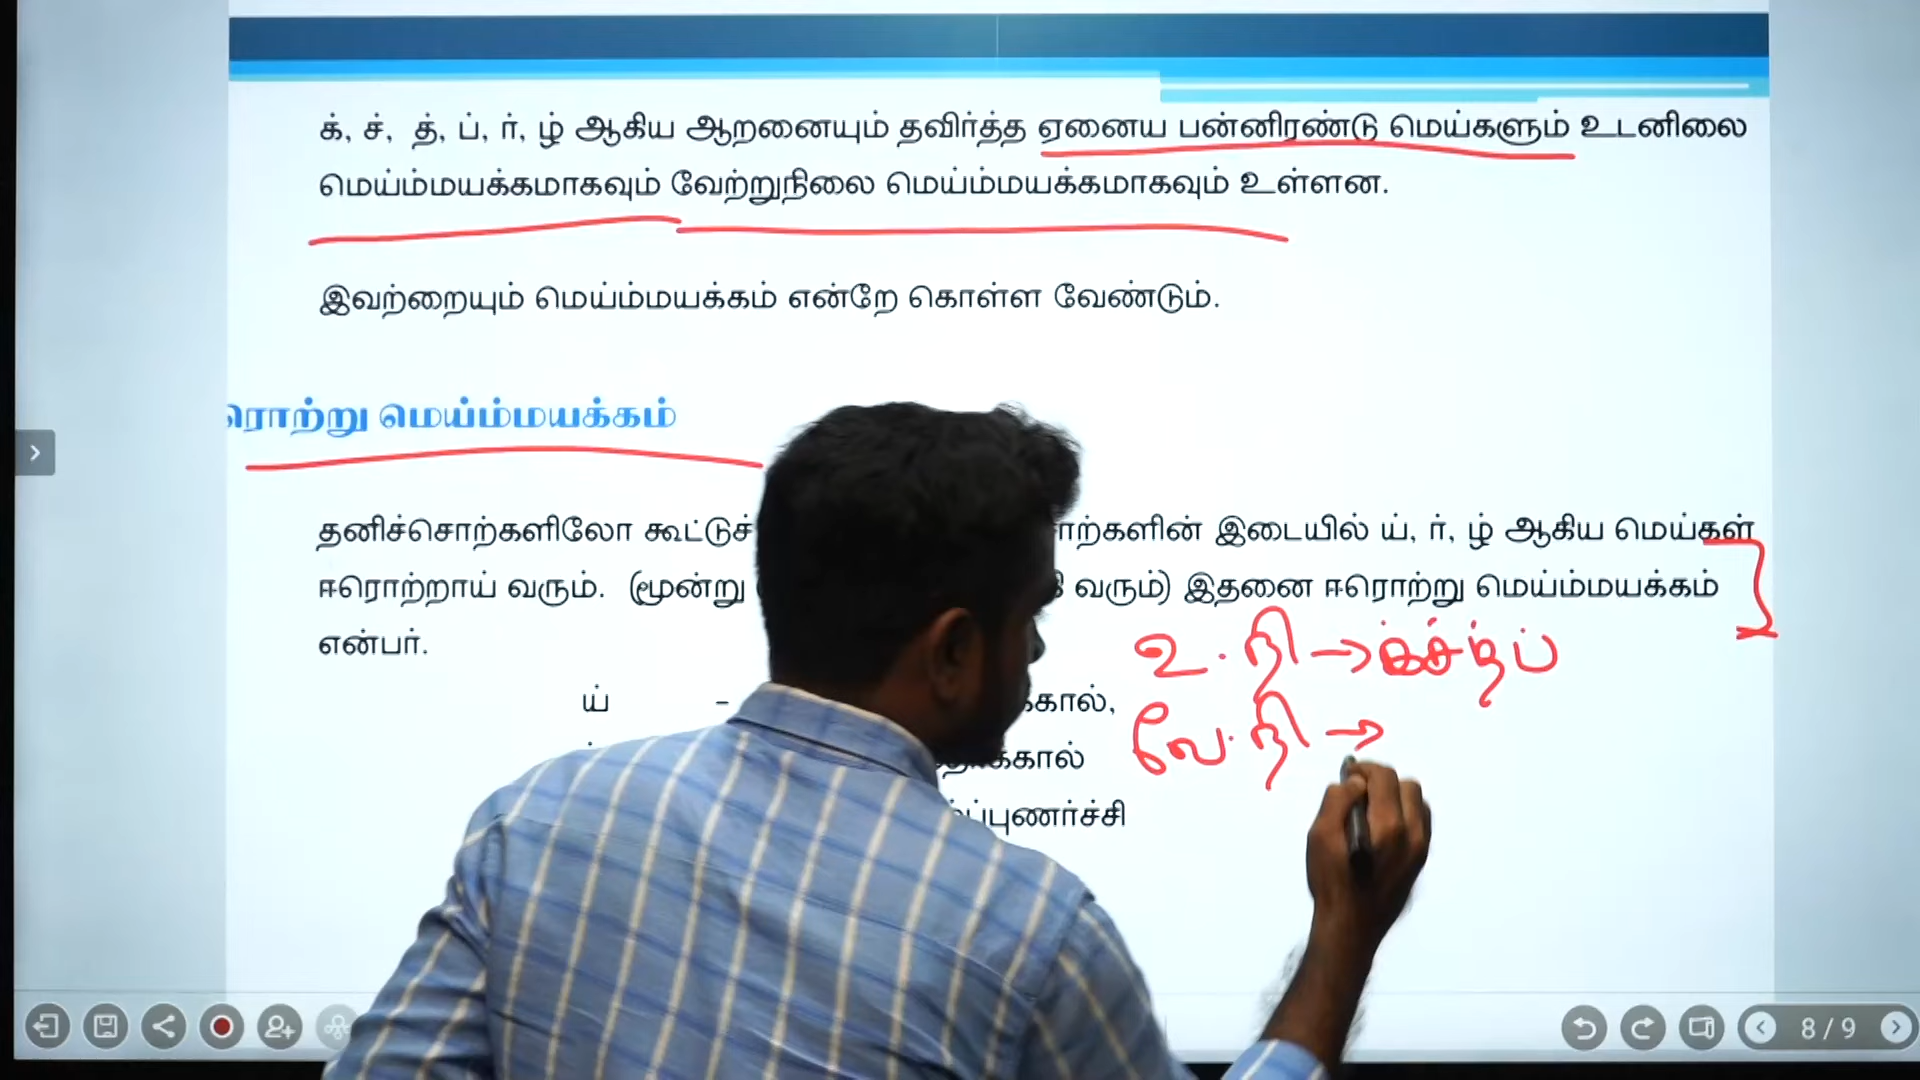 க், ச், த், ப், ர், ழ் ஆகிய ஆறனையும் தவிர்த்த ஏனைய பன்னிரண்டு மெய்களும் உடனிலை
மெய்ம்மயக்கமாகவும் வேற்றுநிலை மெய்ம்மயக்கமாகவும் உள்ளன.
இவற்றையும் மெய்ம்மயக்கம் என்றே கொள்ள வேண்டும்.
ரொற்று மெய்ம்மயக்கம்
தனிச்சொற்களிலோ கூட்டுச் ாற்களின் இடையில் ய், ர், ழ் ஆகிய மெய்கள்
ஈரொற்றாய் வரும். (மூன்று வரும்) இதனை ஈரொற்று மெய்ம்மயக்கம்
என்பர்.
உ.நி → க் ச் த் ப்
ய் - க்கால்,
வே.நி →
க்கால்
ப்புணர்ச்சி
8 / 9